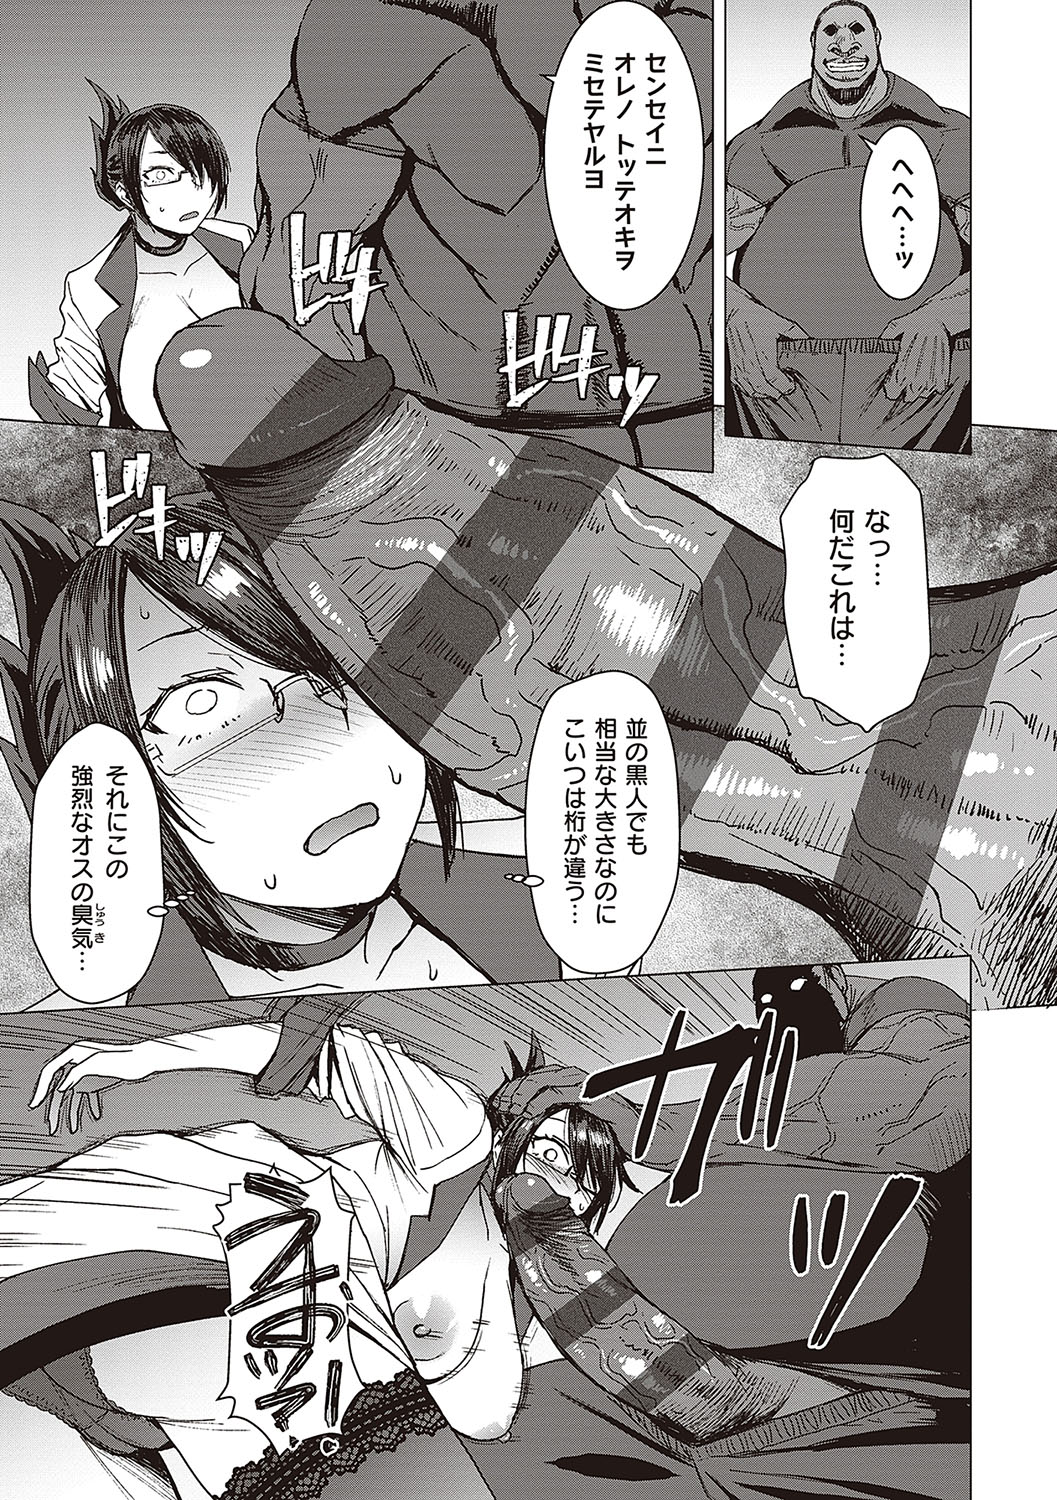 ヘヘヘ…ッ
センセイニ
オレノ トッテオキヲ
ミセテヤルヨ
ビキ
ビキッ
ビキッ
なっ…
何だこれは…
並の黒人でも
相当な大きさなのに
こいつは桁が違う…
それにこの
強烈なオスの臭気…
しゅうき
ガッ